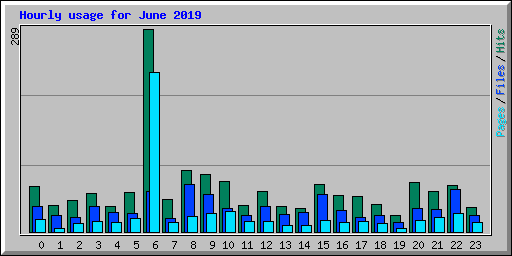 Hourly usage for June 2019
289
Pages/Files/Hits
0 1 2 3 4 5 6 7 8 9 10 11 12 13 14 15 16 17 18 19 20 21 22 23